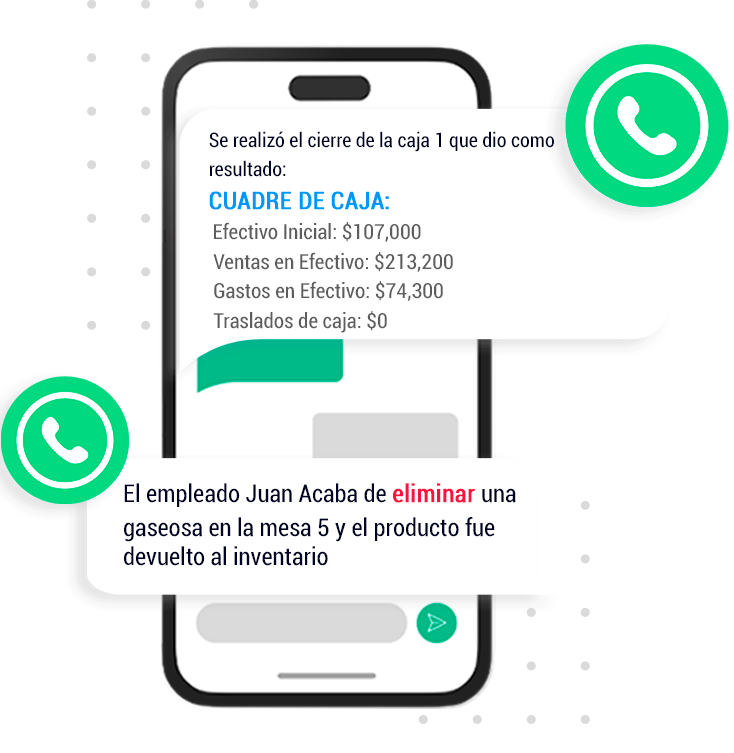 Se realizó el cierre de la caja 1 que dio como
resultado:
CUADRE DE CAJA:
Efectivo Inicial: $107,000
Ventas en Efectivo: $213,200
Gastos en Efectivo: $74,300
Traslados de caja: $0
El empleado Juan Acaba de eliminar una
gaseosa en la mesa 5 y el producto fue
devuelto al inventario